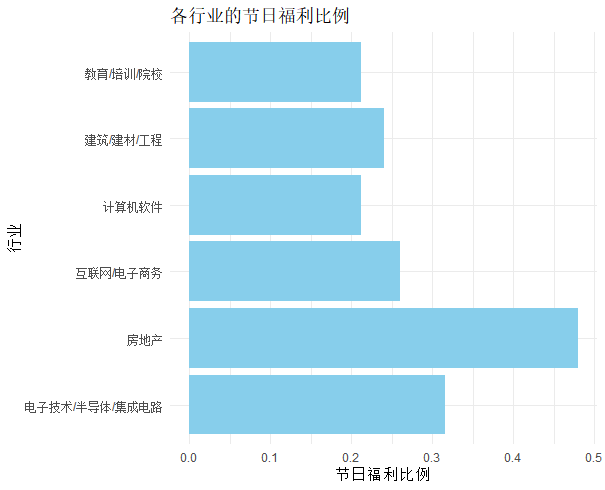 各行业的节日福利比例
教育/培训/院校
建筑/建材/工程
计算机软件
互联网/电子商务
房地产
电子技术/半导体/集成电路
行业
0.0 0.1 0.2 0.3 0.4 0.5
节日福利比例